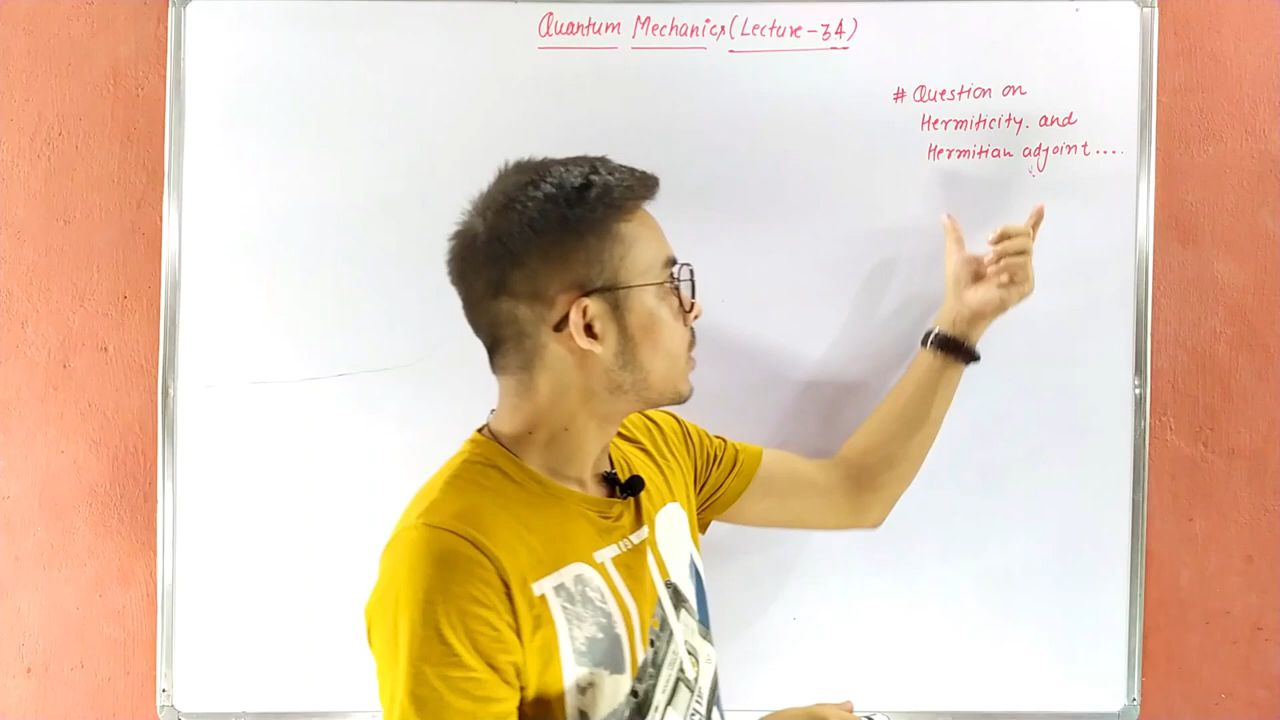 Quantum Mechanics (Lecture-34)
# Question on
Hermiticity. and
Hermitian adjoint....